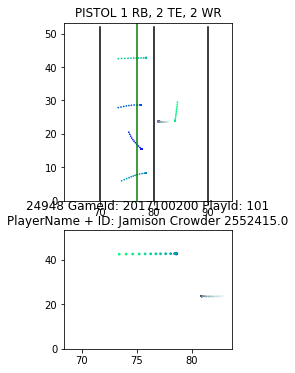 PISTOL 1 RB, 2 TE, 2 WR
50
40
30
20
10
0
70 80 90
24948 GameId: 2017100200 PlayId: 101
PlayerName + ID: Jamison Crowder 2552415.0
40
20
0
70 75 80